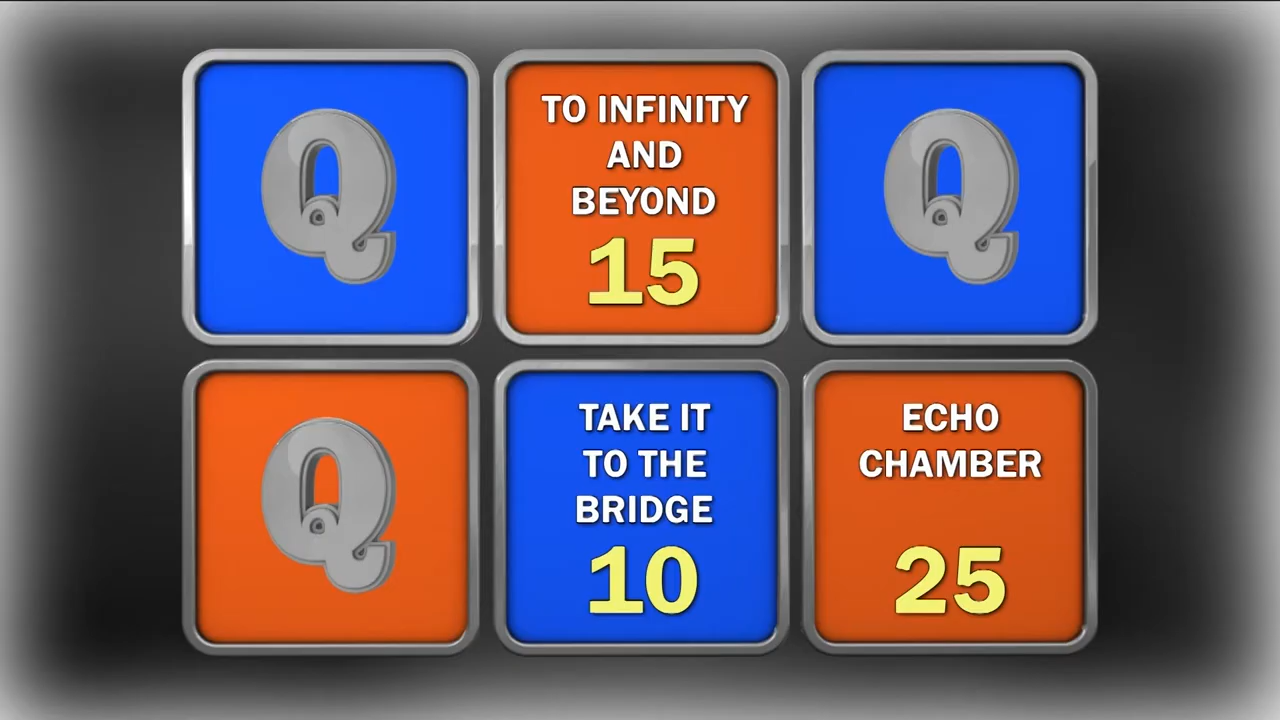 Q
TO INFINITY
AND
BEYOND
15
Q
Q
TAKE IT
TO THE
BRIDGE
10
ECHO
CHAMBER
25